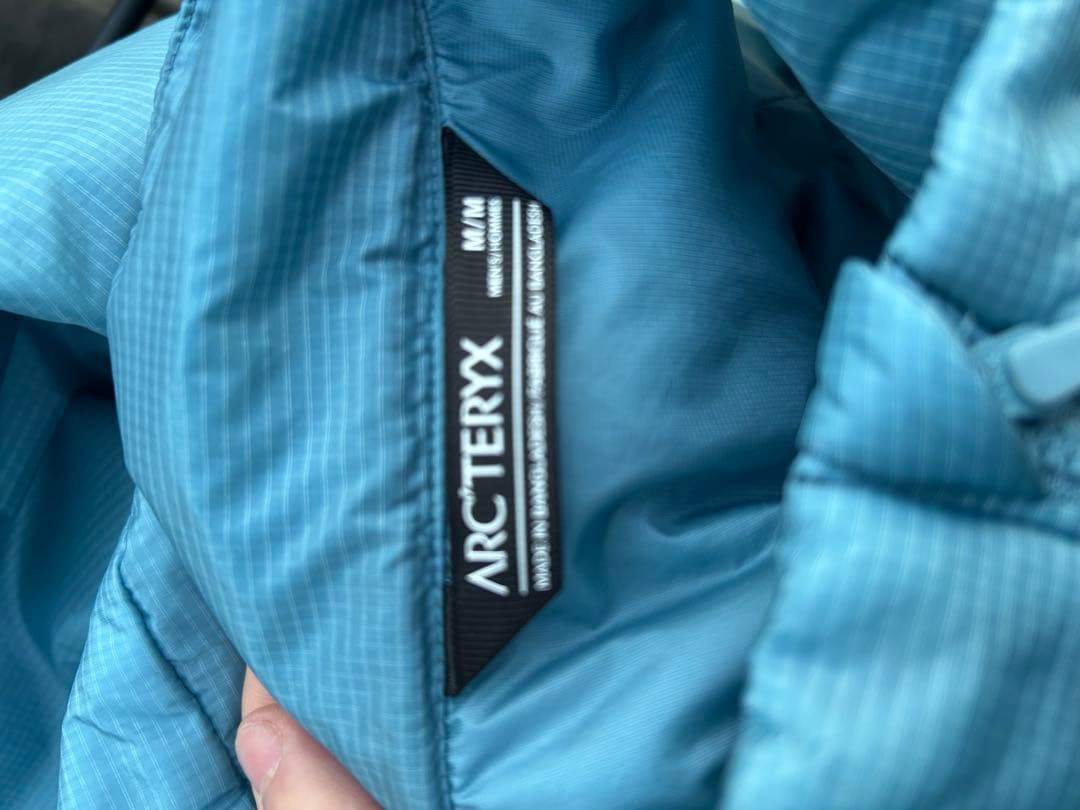 M/M
MEN'S/HOMMES
ARC'TERYX
MADE IN BANGLADESH/FABRIQUÉ AU BANGLADESH